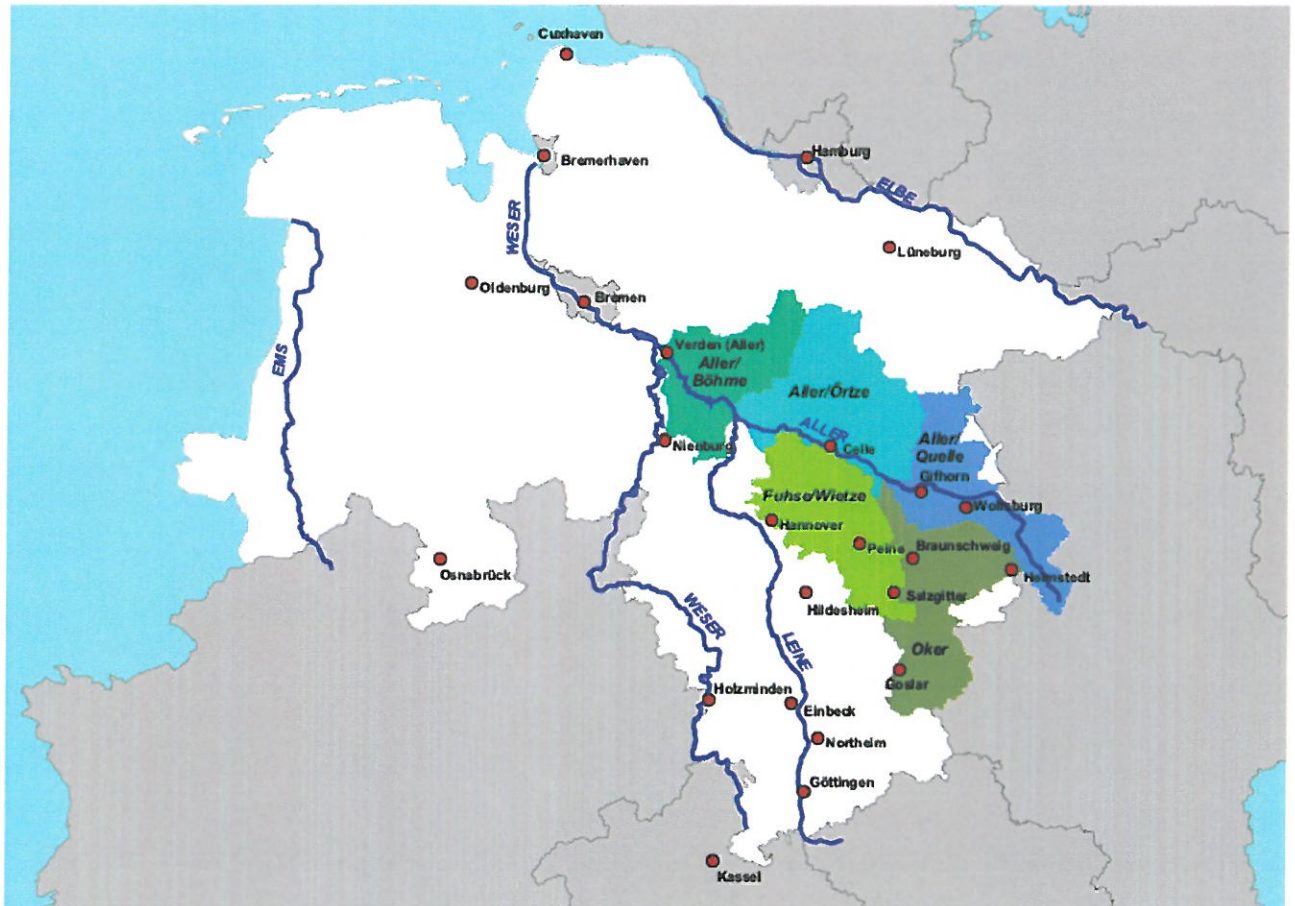 Cuxhaven
Hamburg
Bremerhaven
ELBE
WESER
Lüneburg
Oldenburg
Bremen
EMS
Verden (Aller)
Aller/
Böhme
Aller/Örtze
ALLER
Aller/
Quelle
Nienburg
Celle
Gifhorn
Fuhse/Wietze
Wolfsburg
Hannover
Peine
Braunschweig
Osnabrück
Helmstedt
Hildesheim
Salzgitter
WESER
LEINE
Oker
Goslar
Holzminden
Einbeck
Northeim
Göttingen
Kassel